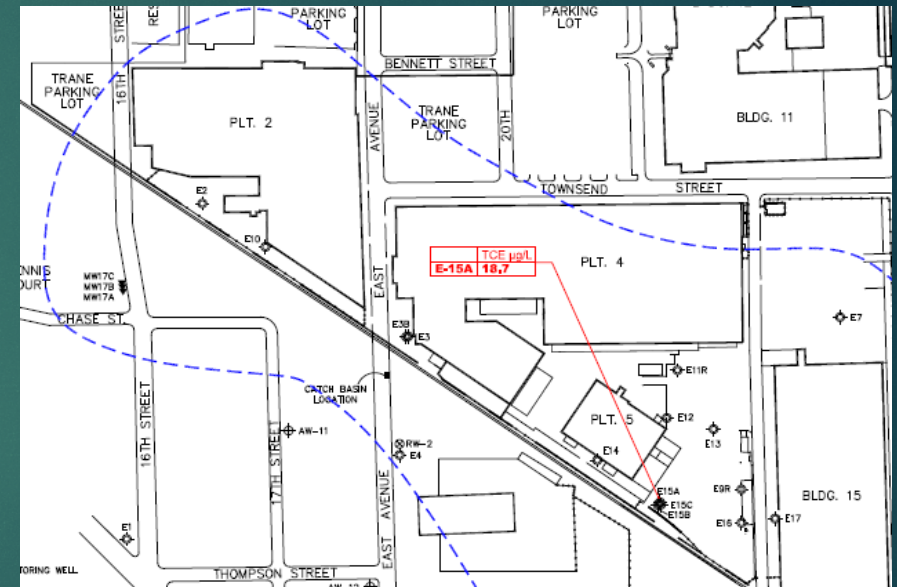 PARKING
LOT
RES
STREE
16TH
PARKING
LOT
BENNETT STREET
TRANE
PARKING
LOT
PLT. 2
AVENUE
TRANE
PARKING
LOT
20TH
BLDG. 11
TOWNSEND STREET
E2
E10
TCE µg/L
E-15A 18,7
PLT. 4
EAST
NNIS
OURT
MW17C
MW17B
MW17A
CHASE ST.
E3B
E3
E7
E11R
CATCH BASIN
LOCATION
16TH STREET
17TH STREET
AW-11
RW-2
E4
PLT. 5
E12
E13
E14
E15A
E15C
E15B
E9R
E16
E17
BLDG. 15
EAST AVENUE
E1
TORING WELL
THOMPSON STREET